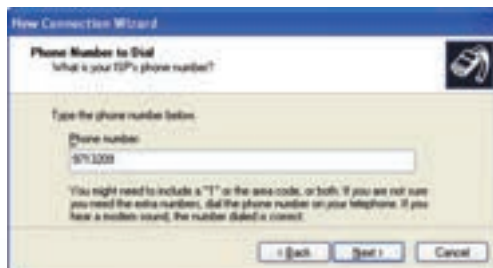 New Connection Wizard
Phone Number to Dial
What is your ISP's phone number?
Type the phone number below.
Phone number:
9713209
You might need to include a "1" or the area code, or both. If you are not sure
you need the extra numbers, dial the phone number on your telephone. If you
hear a modem sound, the number dialed is correct.
< Back
Next >
Cancel